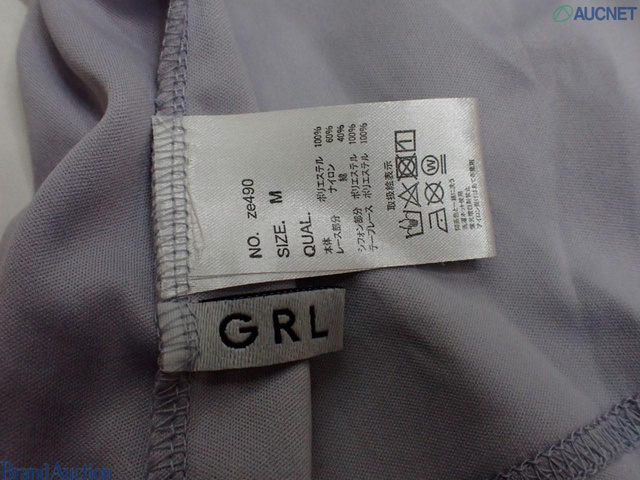 AUCNET
NO. ze490
SIZE. M
QUAL.
本体 ポリエステル 100%
レース部分 ナイロン 60%
綿 40%
シフォン部分 ポリエステル 100%
テープレース ポリエステル 100%
取扱絵表示
GRL
Brand Auction